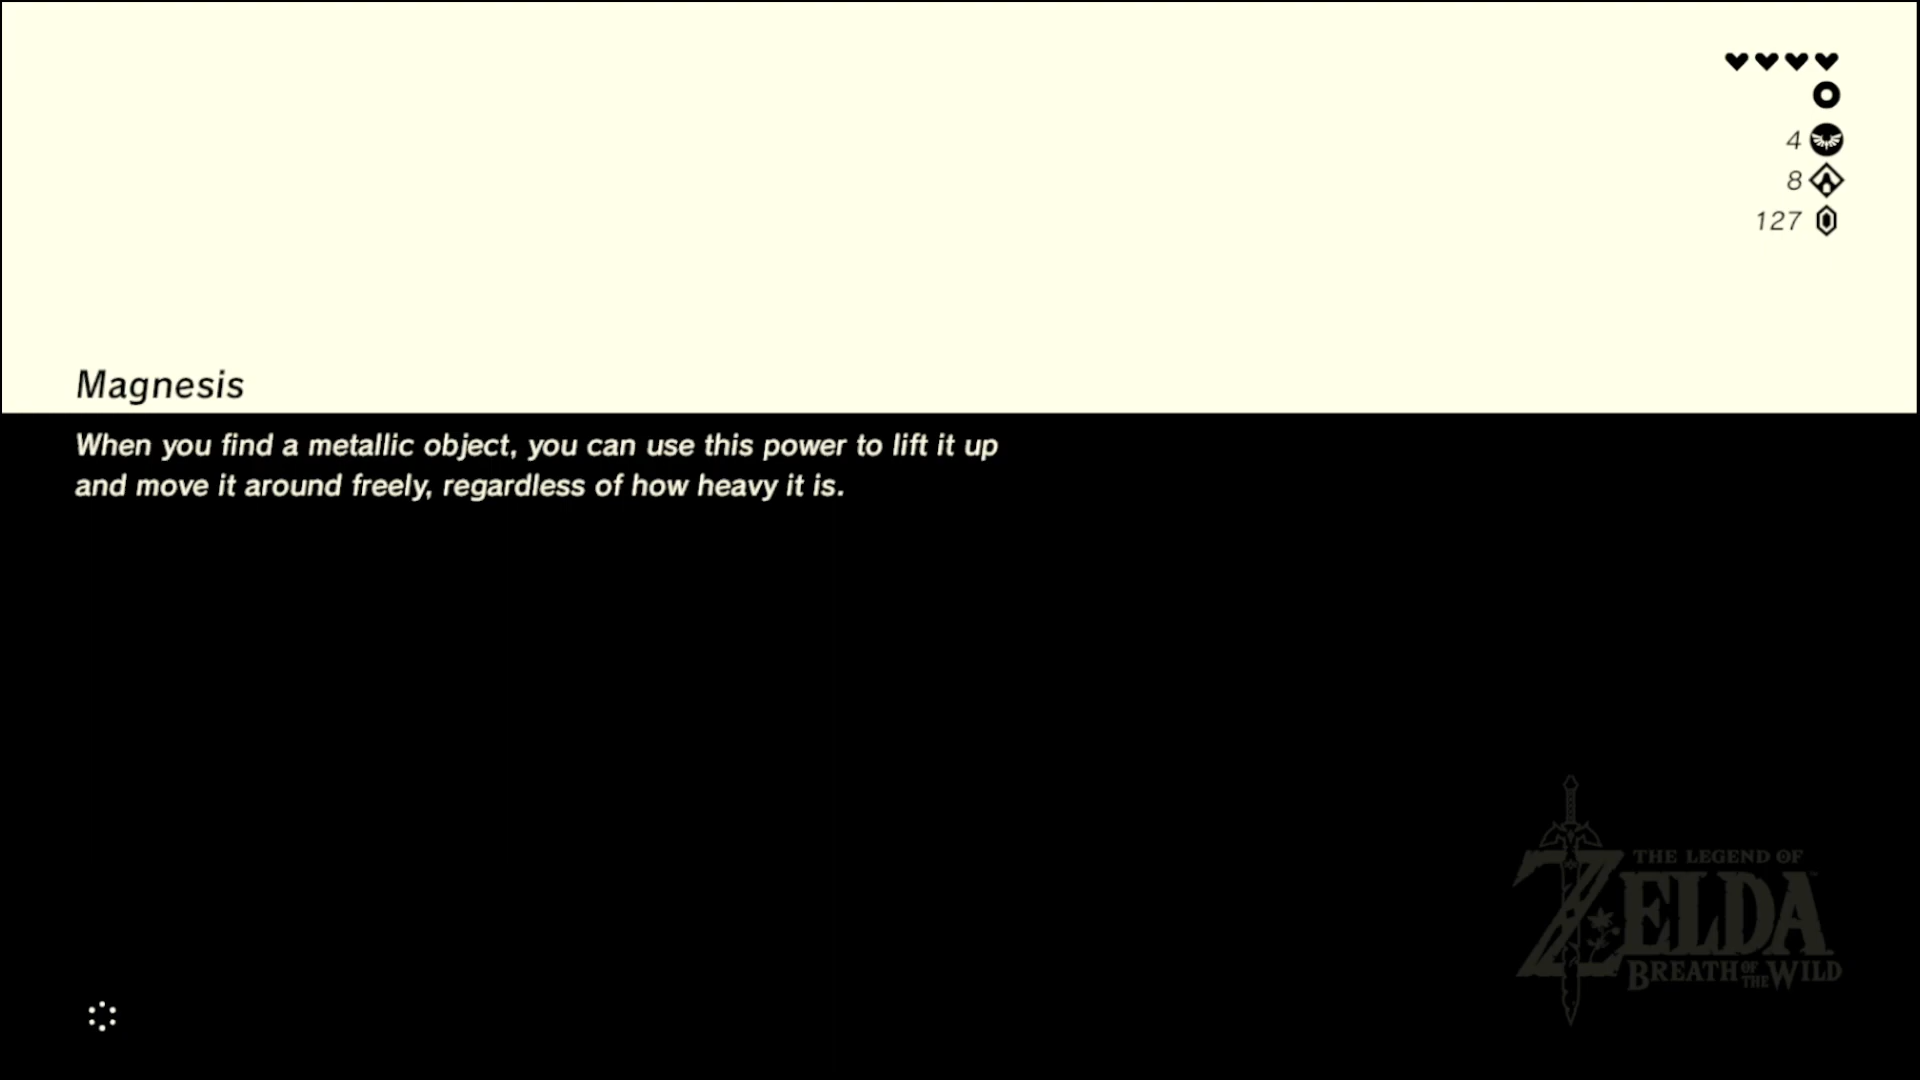 4
8
127
Magnesis
When you find a metallic object, you can use this power to lift it up
and move it around freely, regardless of how heavy it is.
THE LEGEND OF
ZELDA
BREATH OF THE WILD